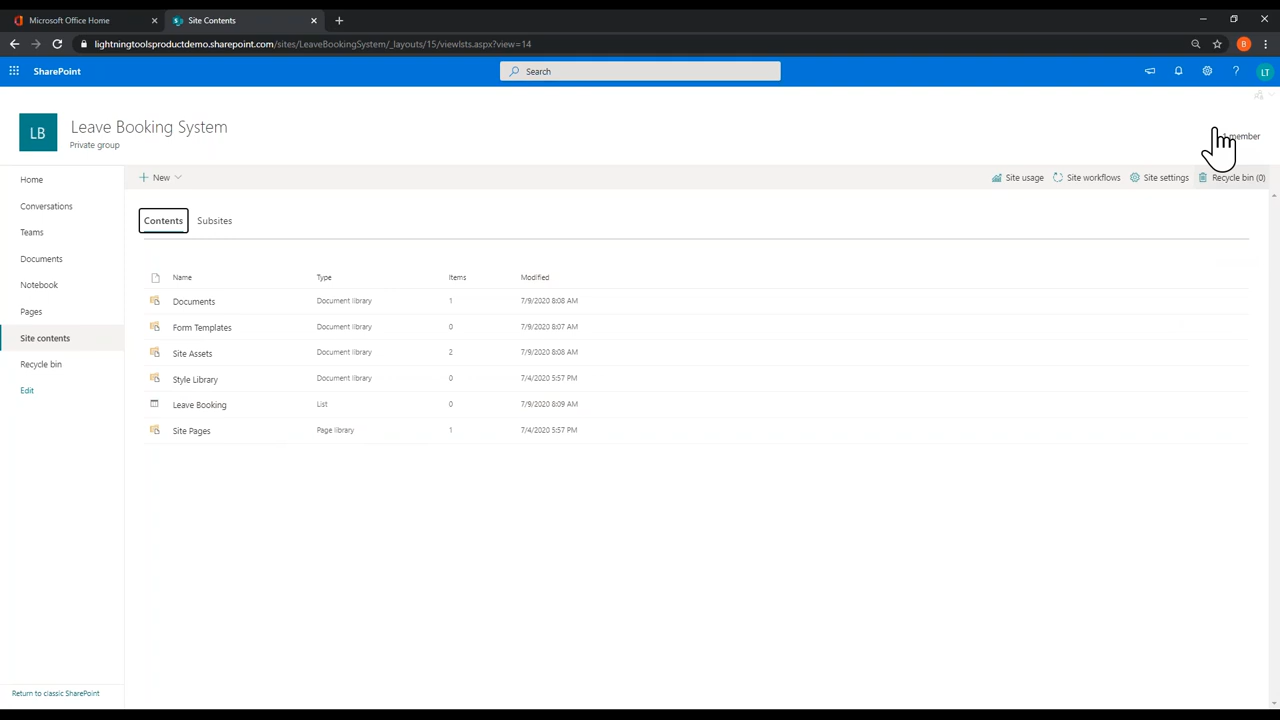 Microsoft Office Home
Site Contents
lightningtoolsproductdemo.sharepoint.com/sites/LeaveBookingSystem/_layouts/15/viewlsts.aspx?view=14
B
SharePoint
Search
LT
LB
Leave Booking System
Private group
1 member
Home
Conversations
Teams
Documents
Notebook
Pages
Site contents
Recycle bin
Edit
New
Site usage
Site workflows
Site settings
Recycle bin (0)
Contents
Subsites
Name Type Items Modified
Documents Document library 1 7/9/2020 8:08 AM
Form Templates Document library 0 7/9/2020 8:07 AM
Site Assets Document library 2 7/9/2020 8:08 AM
Style Library Document library 0 7/4/2020 5:57 PM
Leave Booking List 0 7/9/2020 8:09 AM
Site Pages Page library 1 7/4/2020 5:57 PM
Return to classic SharePoint